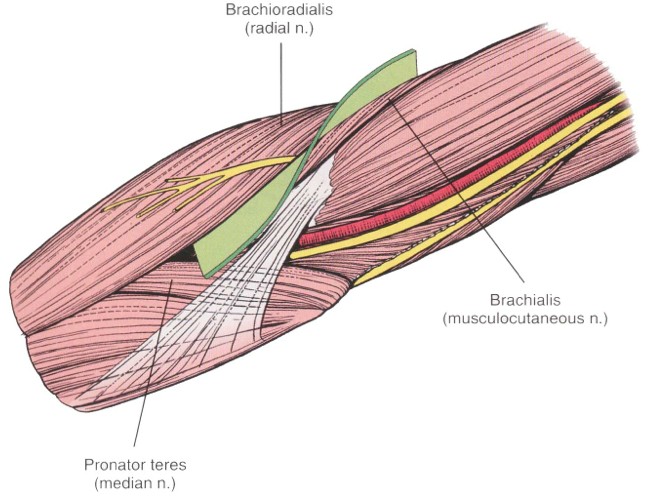 Brachioradialis
(radial n.)
Brachialis
(musculocutaneous n.)
Pronator teres
(median n.)